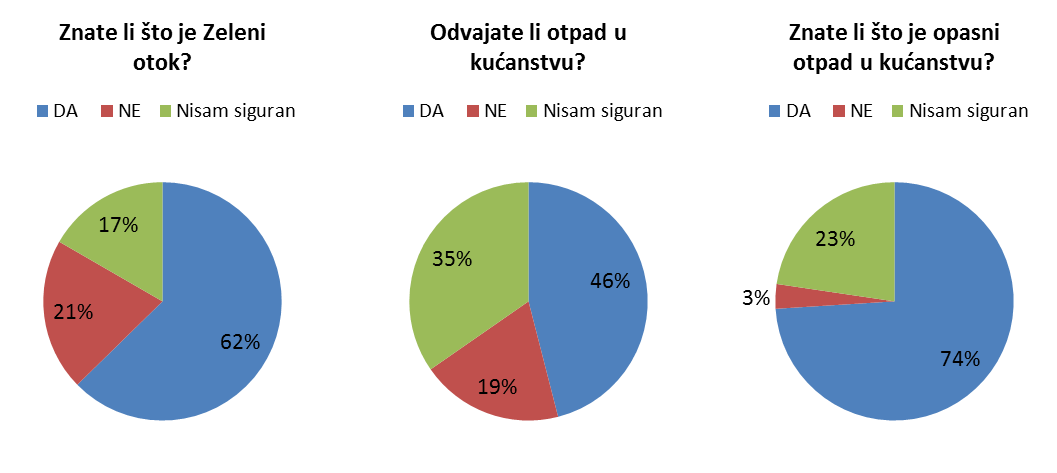 Znate li što je Zeleni
otok?
DA NE Nisam siguran
17%
21%
62%
Odvajate li otpad u
kućanstvu?
DA NE Nisam siguran
35%
46%
19%
Znate li što je opasni
otpad u kućanstvu?
DA NE Nisam siguran
23%
3%
74%